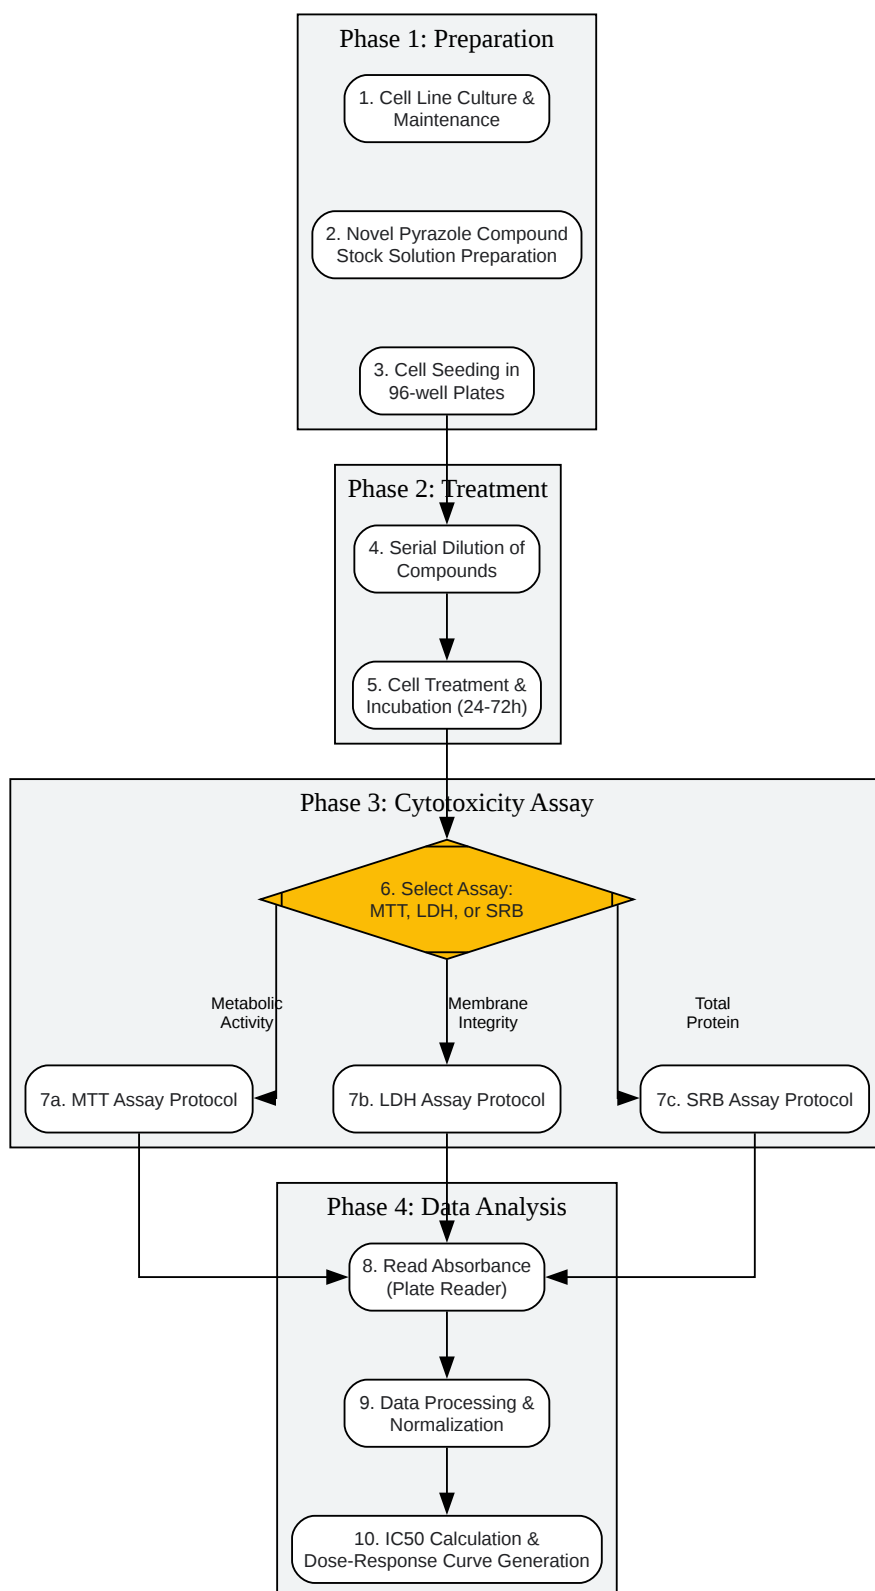 Phase 1: Preparation
1. Cell Line Culture &
Maintenance
2. Novel Pyrazole Compound
Stock Solution Preparation
3. Cell Seeding in
96-well Plates
Phase 2: Treatment
4. Serial Dilution of
Compounds
5. Cell Treatment &
Incubation (24-72h)
Phase 3: Cytotoxicity Assay
6. Select Assay:
MTT, LDH, or SRB
Metabolic
Activity
Membrane
Integrity
Total
Protein
7a. MTT Assay Protocol
7b. LDH Assay Protocol
7c. SRB Assay Protocol
Phase 4: Data Analysis
8. Read Absorbance
(Plate Reader)
9. Data Processing &
Normalization
10. IC50 Calculation &
Dose-Response Curve Generation